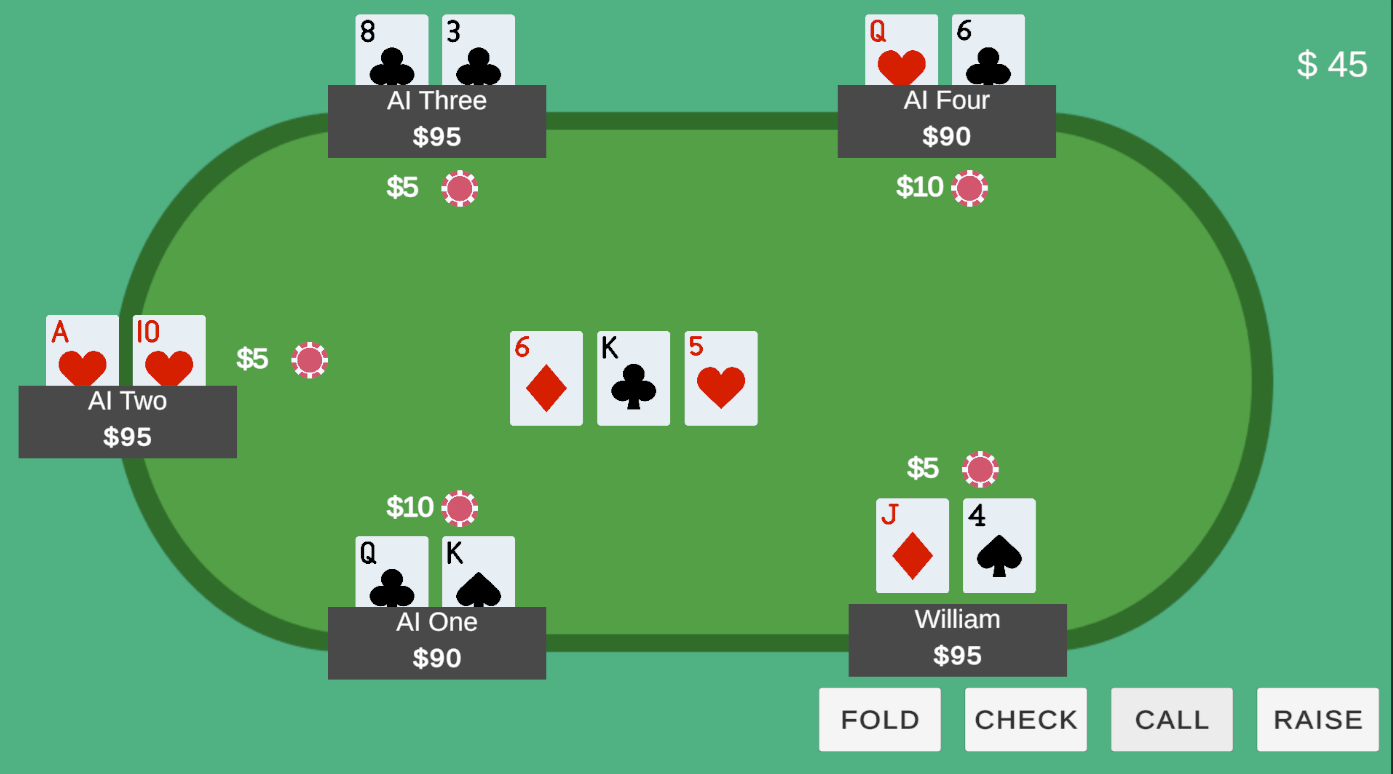 8 3
Q 6
$ 45
AI Three
$95
AI Four
$90
$5
$10
A 10
AI Two
$95
$5
6 K 5
$5
J 4
William
$95
$10
Q K
AI One
$90
FOLD CHECK CALL RAISE